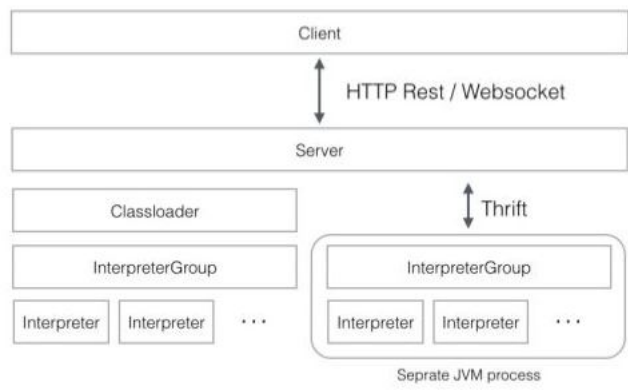 Client
HTTP Rest / Websocket
Server
Classloader
Thrift
InterpreterGroup
InterpreterGroup
Interpreter Interpreter ...
Interpreter Interpreter ...
Seprate JVM process